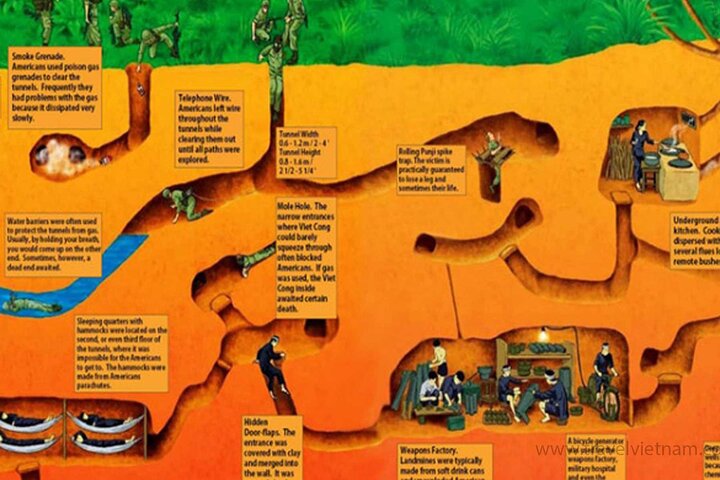 Smoke Grenade.
Americans used poison gas
grenades to clear the
tunnels. Frequently they
had problems with the gas
because it dissipated very
slowly.
Telephone Wire.
Americans left wire
throughout the
tunnels while
clearing them out
until all paths were
explored.
Tunnel Width
0.6 - 1.2 m / 2 - 4'
Tunnel Height
0.8 - 1.6 m /
2 1/2 - 5 1/4'
Rolling Punji spike
trap. The victim is
practically guaranteed
to lose a leg and
sometimes their life.
Water barriers were often used
to protect the tunnels from gas.
Usually, by holding your breath,
you would come up on the other
end. Sometimes, however, a
dead end awaited.
Mole Hole. The
narrow entrances
where Viet Cong
could barely
squeeze through
often blocked
Americans. If gas
was used, the Viet
Cong inside
awaited certain
death.
Underground
kitchen. Cook
dispersed with
several flues l
remote bushe
Sleeping quarters with
hammocks were located on the
second, or even third floor of
the tunnels, where it was
impossible for the Americans
to get to. The hammocks were
made from Americans
parachutes.
Hidden
Door-flaps. The
entrance was
covered with clay
and merged into
the wall. It was
Weapons Factory.
Landmines were typically
made from soft drink cans
A bicycle generator
was used for the
weapons factory,
military hospital
and even the